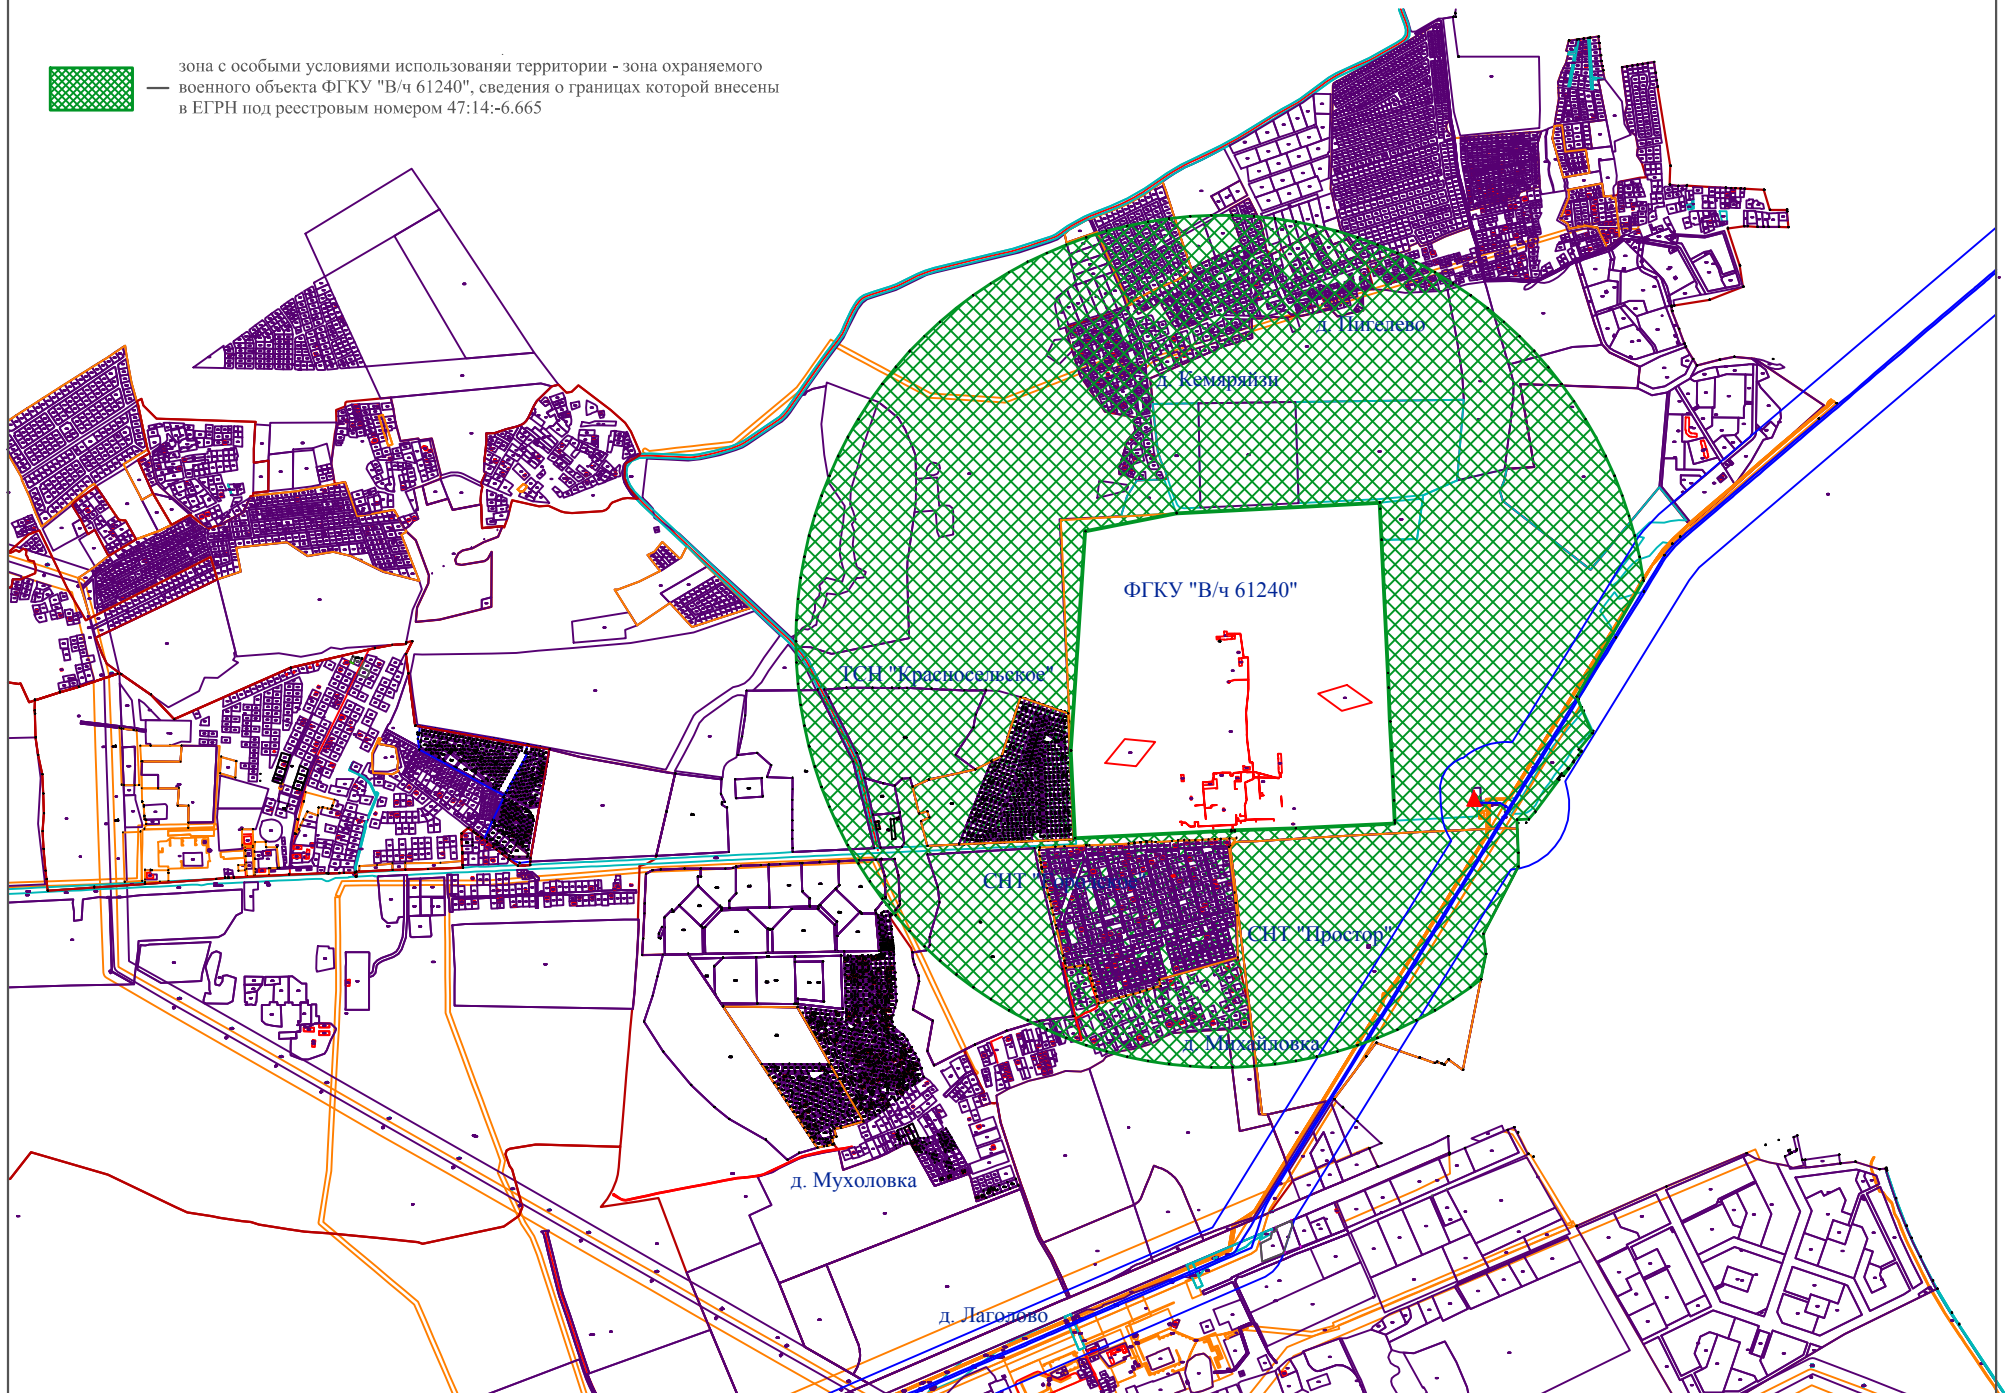 зона с особыми условиями использования территории - зона охраняемого
военного объекта ФГКУ "В/ч 61240", сведения о границах которой внесены
в ЕГРН под реестровым номером 47:14:-6.665
д. Пигелево
д. Кемяряйзи
ФГКУ "В/ч 61240"
ТСН "Красносельское"
СНТ
СНТ "Простор"
д. Михайловка
д. Мухоловка
д. Лаголово